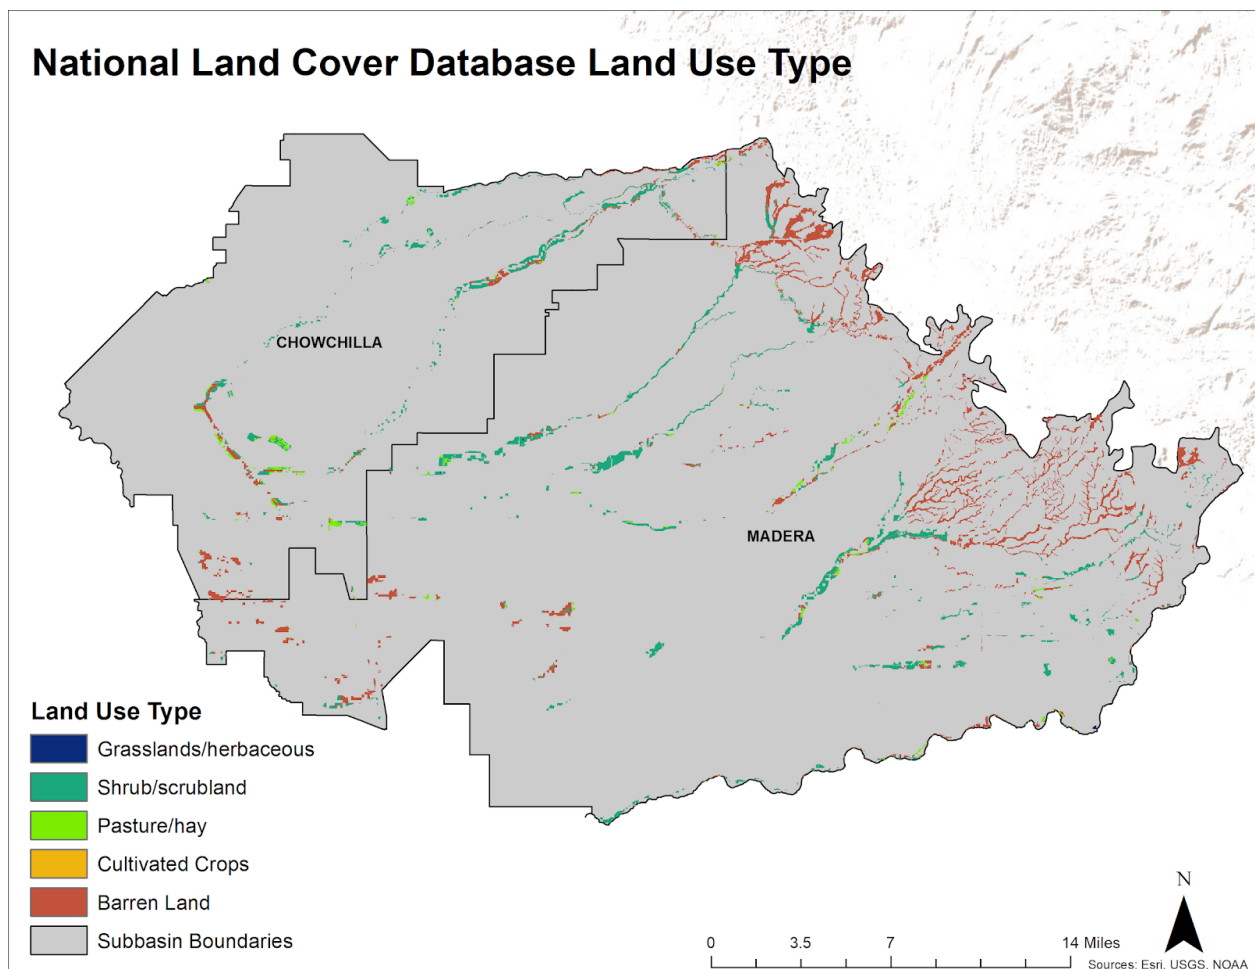 National Land Cover Database Land Use Type
CHOWCHILLA
MADERA
Land Use Type
Grasslands/herbaceous
Shrub/scrubland
Pasture/hay
Cultivated Crops
Barren Land
Subbasin Boundaries
N
0 3.5 7 14 Miles
Sources: Esri, USGS, NOAA